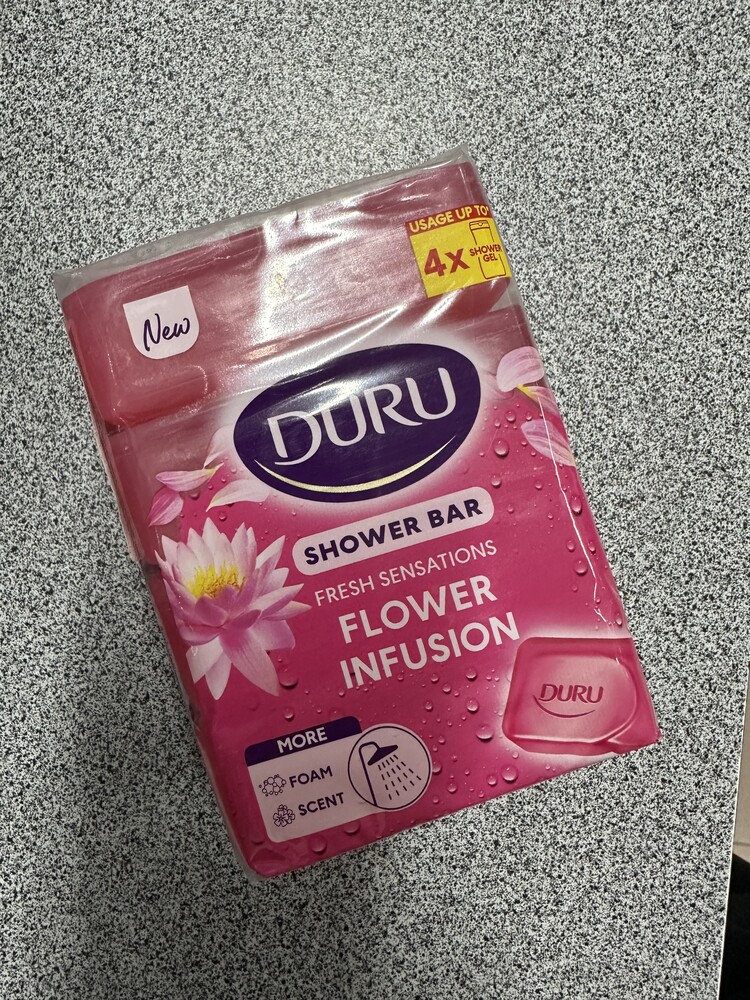 USAGE UP TO*
4x SHOWER
GEL
New
DURU
SHOWER BAR
FRESH SENSATIONS
FLOWER
INFUSION
DURU
MORE
FOAM
SCENT